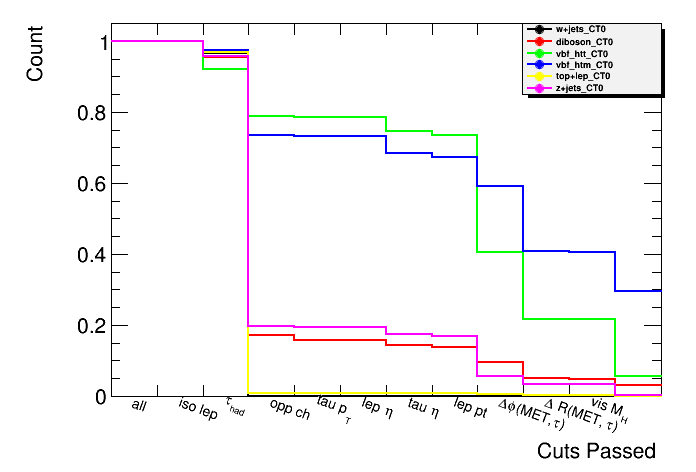 Count
w+jets_CT0
diboson_CT0
vbf_htt_CT0
vbf_htm_CT0
top+lep_CT0
z+jets_CT0
1
0.8
0.6
0.4
0.2
0
all
iso lep
τhad
opp ch
tau pT
lep η
tau η
lep pt
Δϕ(MET, τ)
Δ R(MET, τ)
vis MH
Cuts Passed